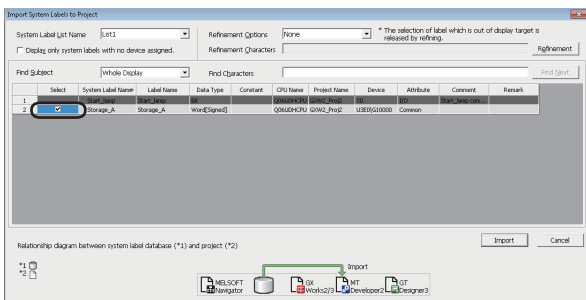 Import System Labels to Project
System Label List Name List1 Refinement Options None * The selection of label which is out of display target is released by refining.
Display only system labels with no device assigned. Refinement Characters Refinement
Find Subject Whole Display Find Characters Find Next
Select System Label Name Label Name Data Type Constant CPU Name Project Name Device Attribute Comment Remark
1 Start_lamp Start_lamp Bit Q06UDHCPU GXW2_Proj2 I/O Start_lamp com...
2 Storage_A Storage_A Word[Signed] Q06UDHCPU GXW2_Proj2 U3E0\G10000 Common
Import Cancel
Relationship diagram between system label database (*1) and project (*2)
*1
*2
Import
MELSOFT Navigator GX Works2/3 MT Developer2 GT Designer3